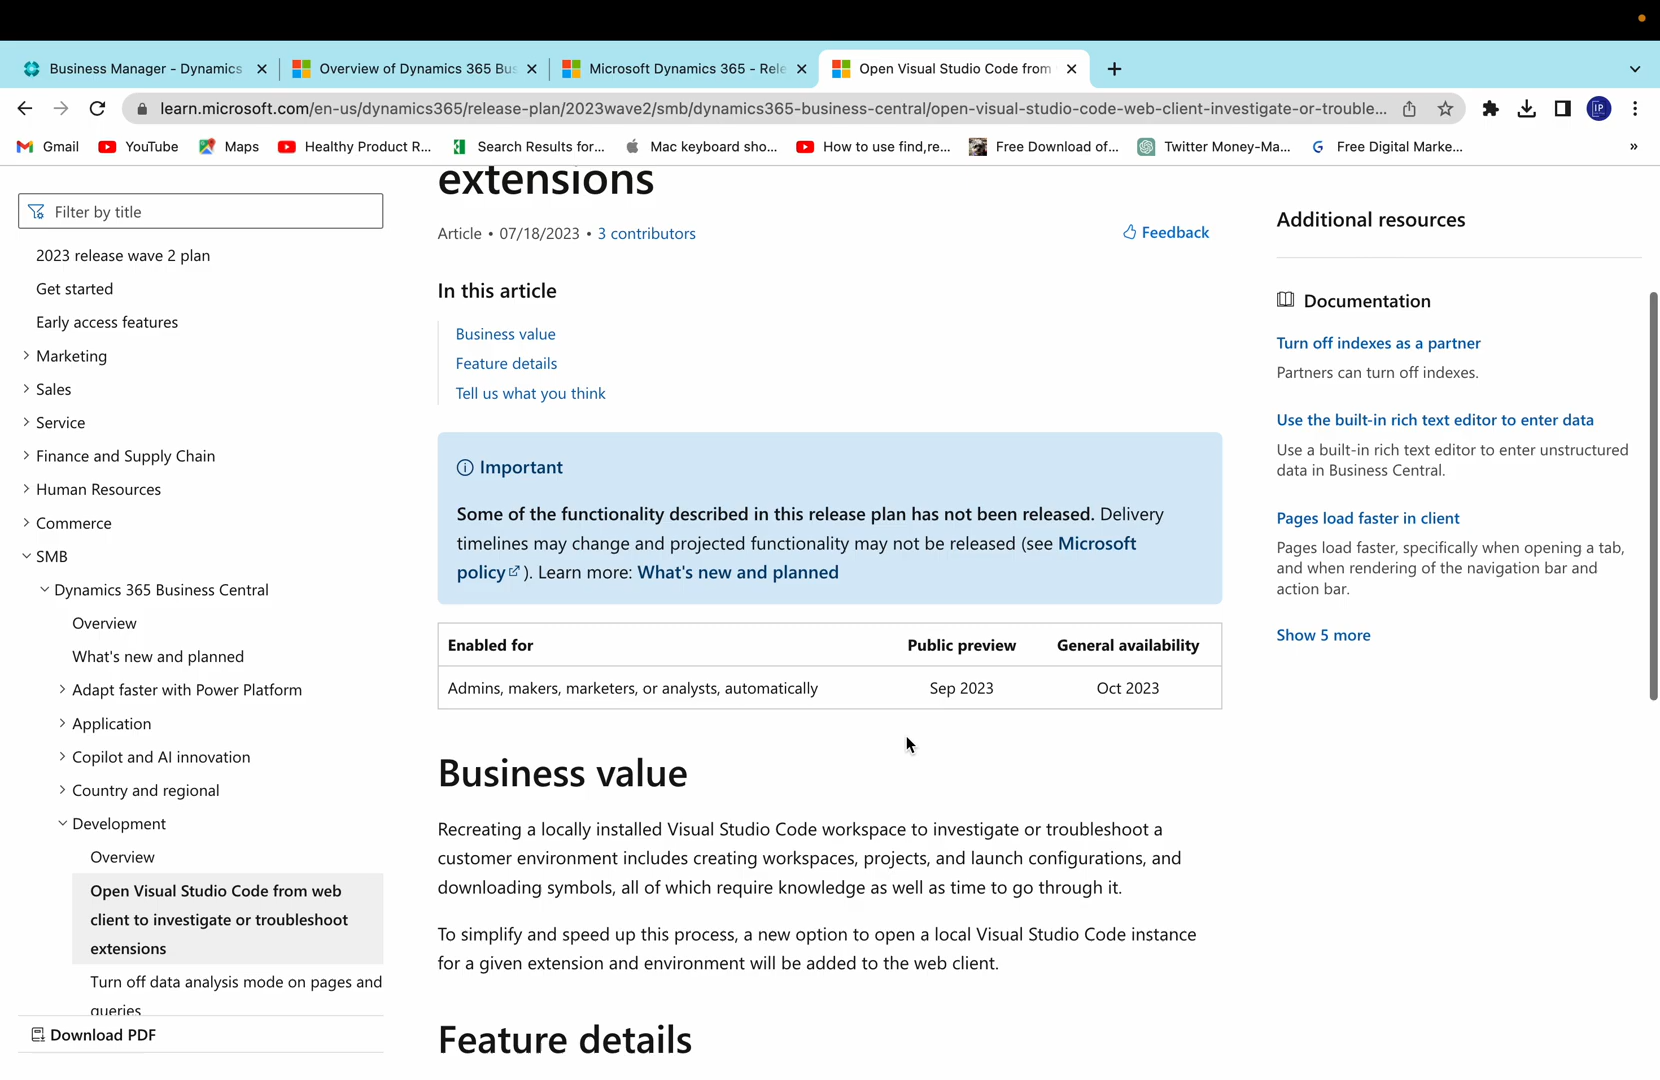 Business Manager - Dynamics
Overview of Dynamics 365 Bus
Microsoft Dynamics 365 - Rele
Open Visual Studio Code from
learn.microsoft.com/en-us/dynamics365/release-plan/2023wave2/smb/dynamics365-business-central/open-visual-studio-code-web-client-investigate-or-trouble...
IP
Gmail
YouTube
Maps
Healthy Product R...
Search Results for...
Mac keyboard sho...
How to use find,re...
Free Download of...
Twitter Money-Ma...
Free Digital Marke...
»
Filter by title
2023 release wave 2 plan
Get started
Early access features
Marketing
Sales
Service
Finance and Supply Chain
Human Resources
Commerce
SMB
Dynamics 365 Business Central
Overview
What's new and planned
Adapt faster with Power Platform
Application
Copilot and AI innovation
Country and regional
Development
Overview
Open Visual Studio Code from web
client to investigate or troubleshoot
extensions
Turn off data analysis mode on pages and
queries
Download PDF
extensions
Article • 07/18/2023 • 3 contributors
Feedback
In this article
Business value
Feature details
Tell us what you think
Important
Some of the functionality described in this release plan has not been released. Delivery
timelines may change and projected functionality may not be released (see Microsoft
policy ). Learn more: What's new and planned
Enabled for Public preview General availability
Admins, makers, marketers, or analysts, automatically Sep 2023 Oct 2023
Business value
Recreating a locally installed Visual Studio Code workspace to investigate or troubleshoot a
customer environment includes creating workspaces, projects, and launch configurations, and
downloading symbols, all of which require knowledge as well as time to go through it.
To simplify and speed up this process, a new option to open a local Visual Studio Code instance
for a given extension and environment will be added to the web client.
Feature details
Additional resources
Documentation
Turn off indexes as a partner
Partners can turn off indexes.
Use the built-in rich text editor to enter data
Use a built-in rich text editor to enter unstructured
data in Business Central.
Pages load faster in client
Pages load faster, specifically when opening a tab,
and when rendering of the navigation bar and
action bar.
Show 5 more